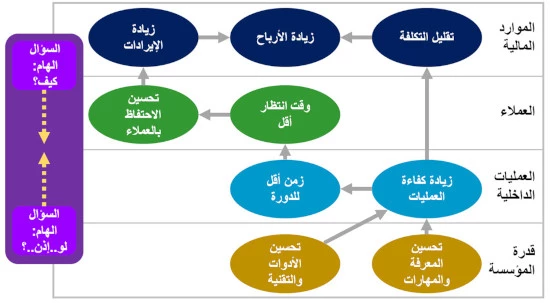 الموارد
المالية
تقليل التكلفة
زيادة الأرباح
زيادة
الإيرادات
السؤال
الهام:
كيف؟
العملاء
وقت انتظار
أقل
تحسين
الاحتفاظ
بالعملاء
العمليات
الداخلية
زيادة كفاءة
العمليات
زمن أقل
للدورة
السؤال
الهام:
لو..إذن..؟
قدرة
المؤسسة
تحسين
المعرفة
والمهارات
تحسين
الأدوات
والتقنية